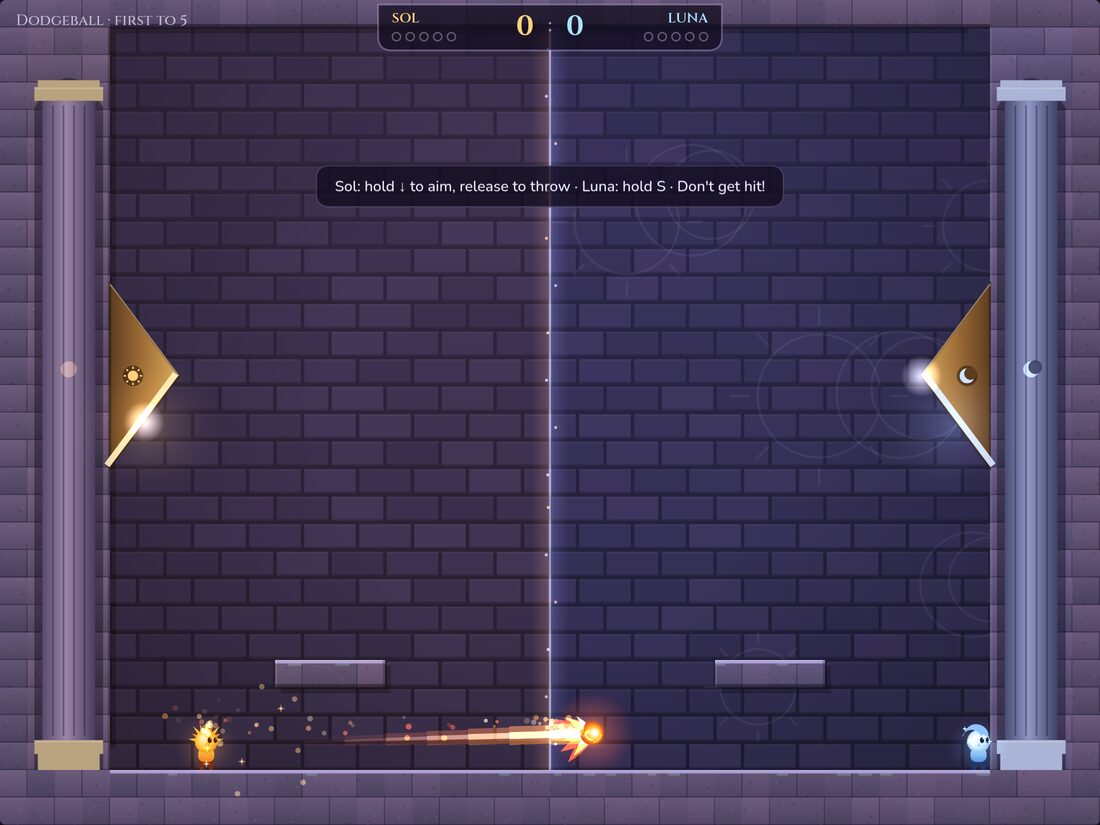 DODGEBALL · FIRST TO 5
SOL 0 : 0 LUNA
Sol: hold ↓ to aim, release to throw · Luna: hold S · Don't get hit!